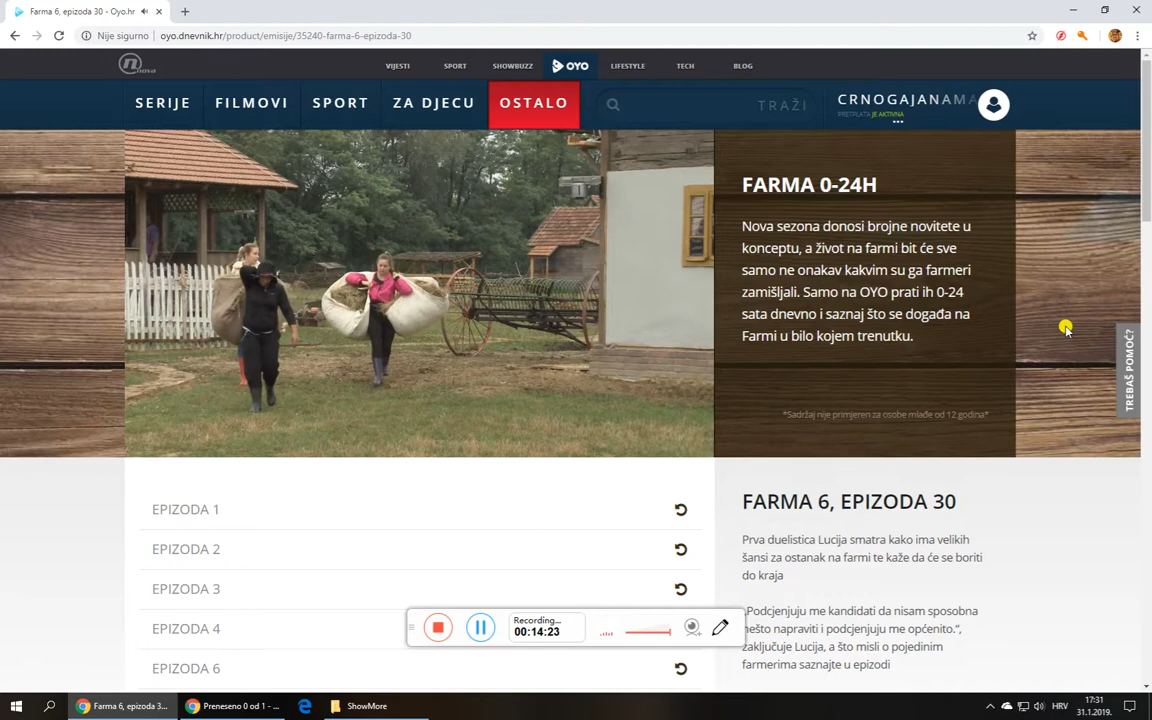 Farma 6, epizoda 30 - Oyo.hr
Nije sigurno
oyo.dnevnik.hr/product/emisije/35240-farma-6-epizoda-30
nova
VIJESTI
SPORT
SHOWBUZZ
OYO
LIFESTYLE
TECH
BLOG
SERIJE
FILMOVI
SPORT
ZA DJECU
OSTALO
TRAŽI
CRNOGAJANAMA
PRETPLATA JE AKTIVNA
FARMA 0-24H
Nova sezona donosi brojne novitete u
konceptu, a život na farmi bit će sve
samo ne onakav kakvim su ga farmeri
zamišljali. Samo na OYO prati ih 0-24
sata dnevno i saznaj što se događa na
Farmi u bilo kojem trenutku.
*Sadržaj nije primjeren za osobe mlađe od 12 godina*
TREBAŠ POMOĆ?
EPIZODA 1
EPIZODA 2
EPIZODA 3
EPIZODA 4
EPIZODA 6
FARMA 6, EPIZODA 30
Prva duelistica Lucija smatra kako ima velikih
šansi za ostanak na farmi te kaže da će se boriti
do kraja
„Podcjenjuju me kandidati da nisam sposobna
nešto napraviti i podcjenjuju me općenito.“,
zaključuje Lucija, a što misli o pojedinim
farmerima saznajte u epizodi
Recording...
00:14:23
Farma 6, epizoda 3...
Preneseno 0 od 1 - ...
ShowMore
HRV
17:31
31.1.2019.